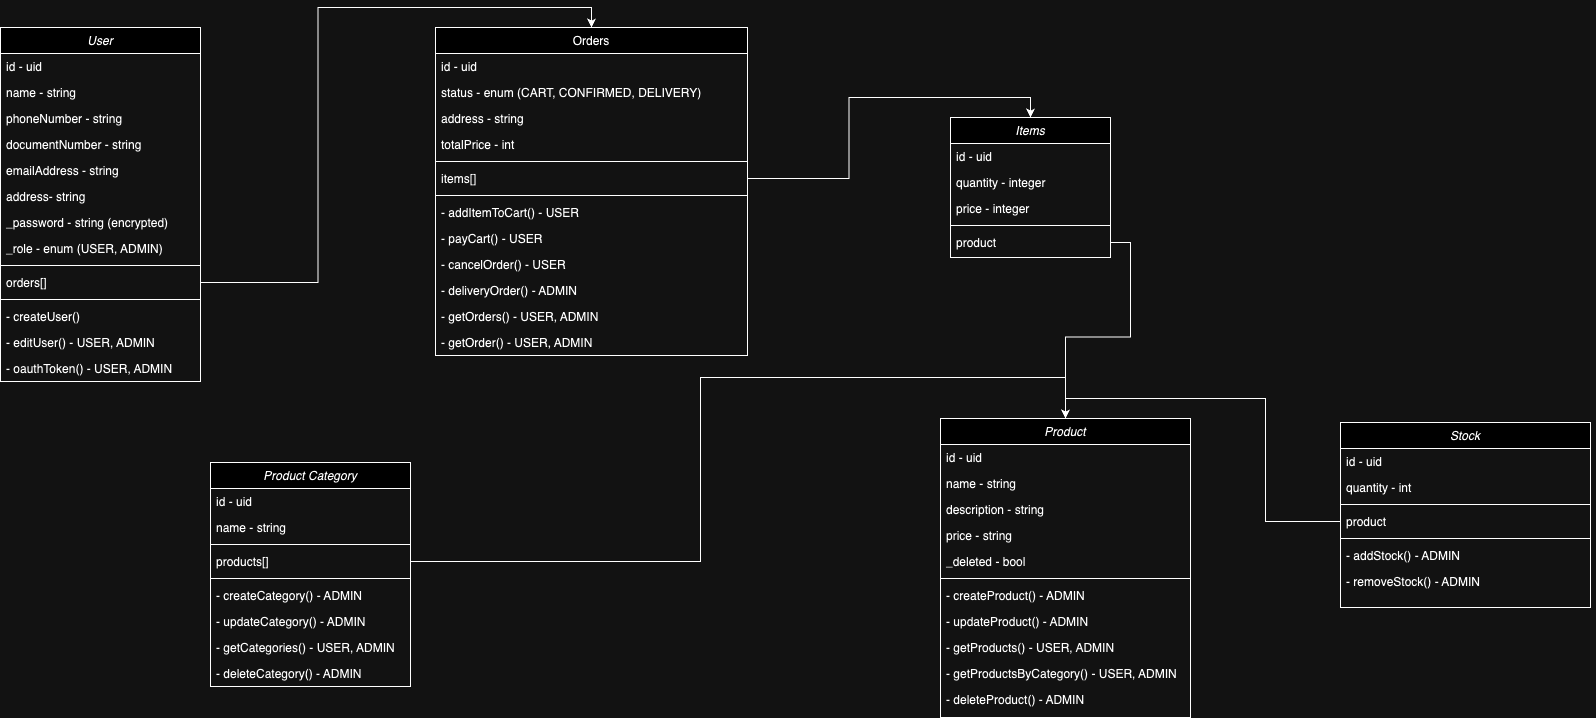 User
id - uid
name - string
phoneNumber - string
documentNumber - string
emailAddress - string
address- string
_password - string (encrypted)
_role - enum (USER, ADMIN)
orders[]
- createUser()
- editUser() - USER, ADMIN
- oauthToken() - USER, ADMIN
Orders
id - uid
status - enum (CART, CONFIRMED, DELIVERY)
address - string
totalPrice - int
items[]
- addItemToCart() - USER
- payCart() - USER
- cancelOrder() - USER
- deliveryOrder() - ADMIN
- getOrders() - USER, ADMIN
- getOrder() - USER, ADMIN
Items
id - uid
quantity - integer
price - integer
product
Product Category
id - uid
name - string
products[]
- createCategory() - ADMIN
- updateCategory() - ADMIN
- getCategories() - USER, ADMIN
- deleteCategory() - ADMIN
Product
id - uid
name - string
description - string
price - string
_deleted - bool
- createProduct() - ADMIN
- updateProduct() - ADMIN
- getProducts() - USER, ADMIN
- getProductsByCategory() - USER, ADMIN
- deleteProduct() - ADMIN
Stock
id - uid
quantity - int
product
- addStock() - ADMIN
- removeStock() - ADMIN